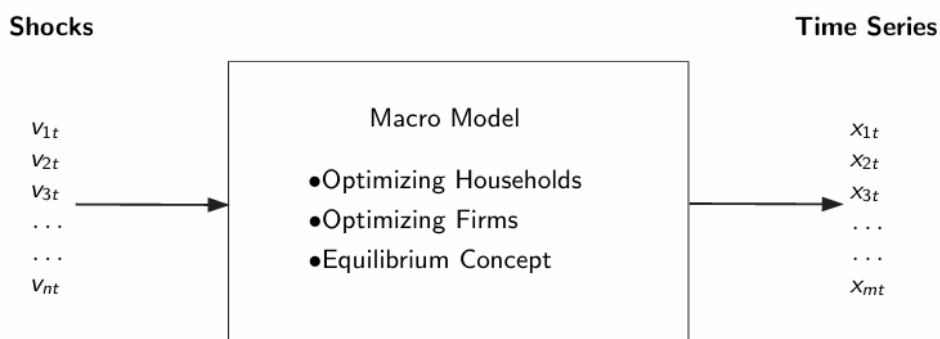 Shocks
Time Series
Macro Model
v₁ₜ
v₂ₜ
v₃ₜ
...
...
vₙₜ
•Optimizing Households
•Optimizing Firms
•Equilibrium Concept
x₁ₜ
x₂ₜ
x₃ₜ
...
...
xₘₜ